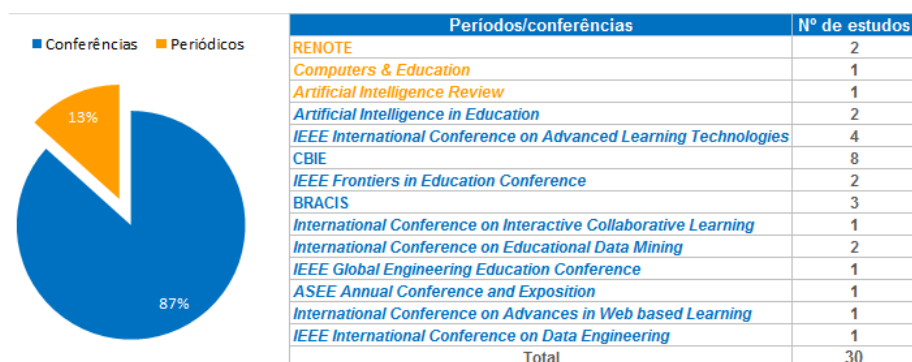 Conferências Periódicos
13%
87%
Períodos/conferências Nº de estudos
RENOTE 2
Computers & Education 1
Artificial Intelligence Review 1
Artificial Intelligence in Education 2
IEEE International Conference on Advanced Learning Technologies 4
CBIE 8
IEEE Frontiers in Education Conference 2
BRACIS 3
International Conference on Interactive Collaborative Learning 1
International Conference on Educational Data Mining 2
IEEE Global Engineering Education Conference 1
ASEE Annual Conference and Exposition 1
International Conference on Advances in Web based Learning 1
IEEE International Conference on Data Engineering 1
Total 30